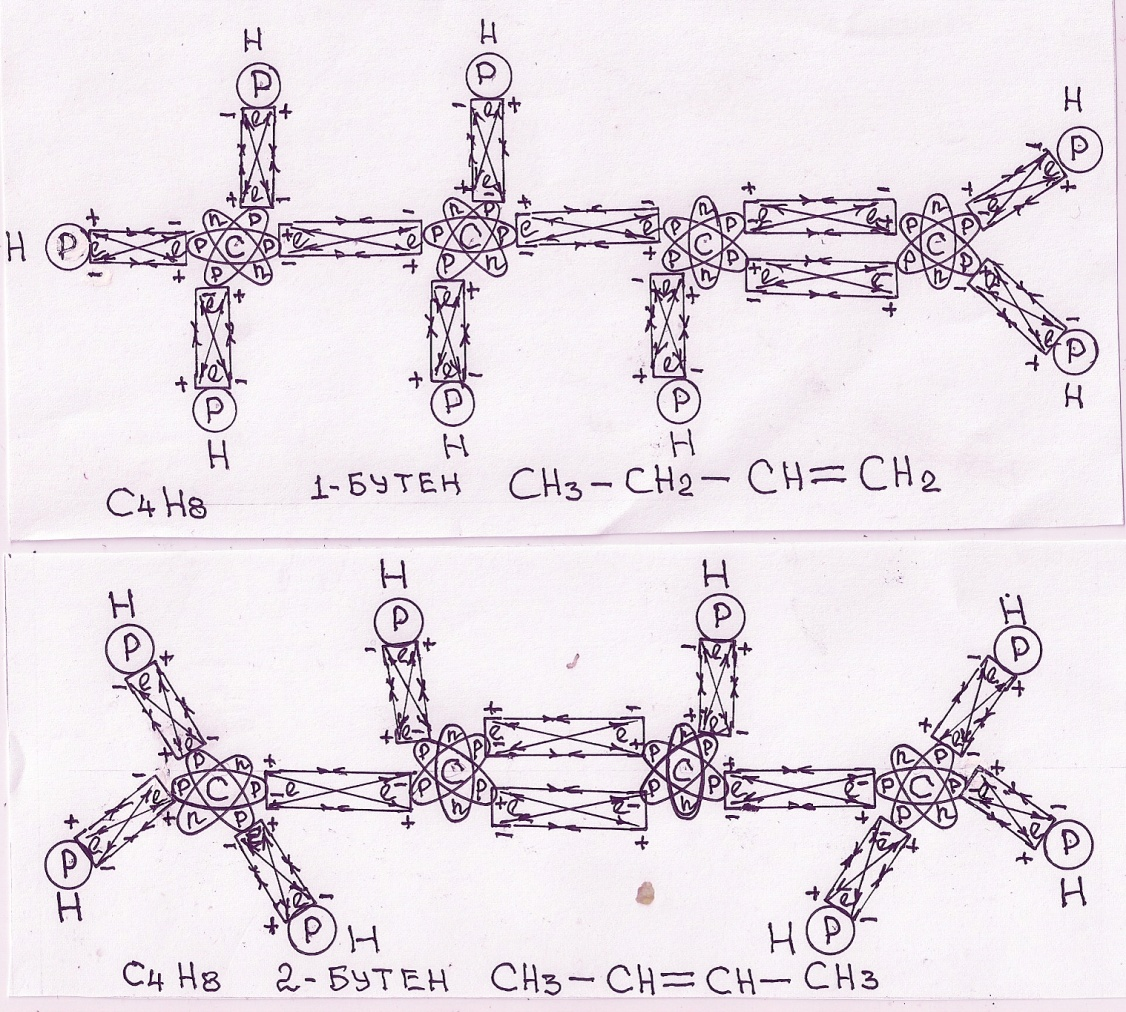 H H H
P P P
H P C C C C
P P P P
H H H H
C4H8 1-БУТЕН CH3-CH2-CH=CH2
H H H H
P P P P
C C C C
P P
H H
H P P H
C4H8 2-БУТЕН CH3-CH=CH-CH3